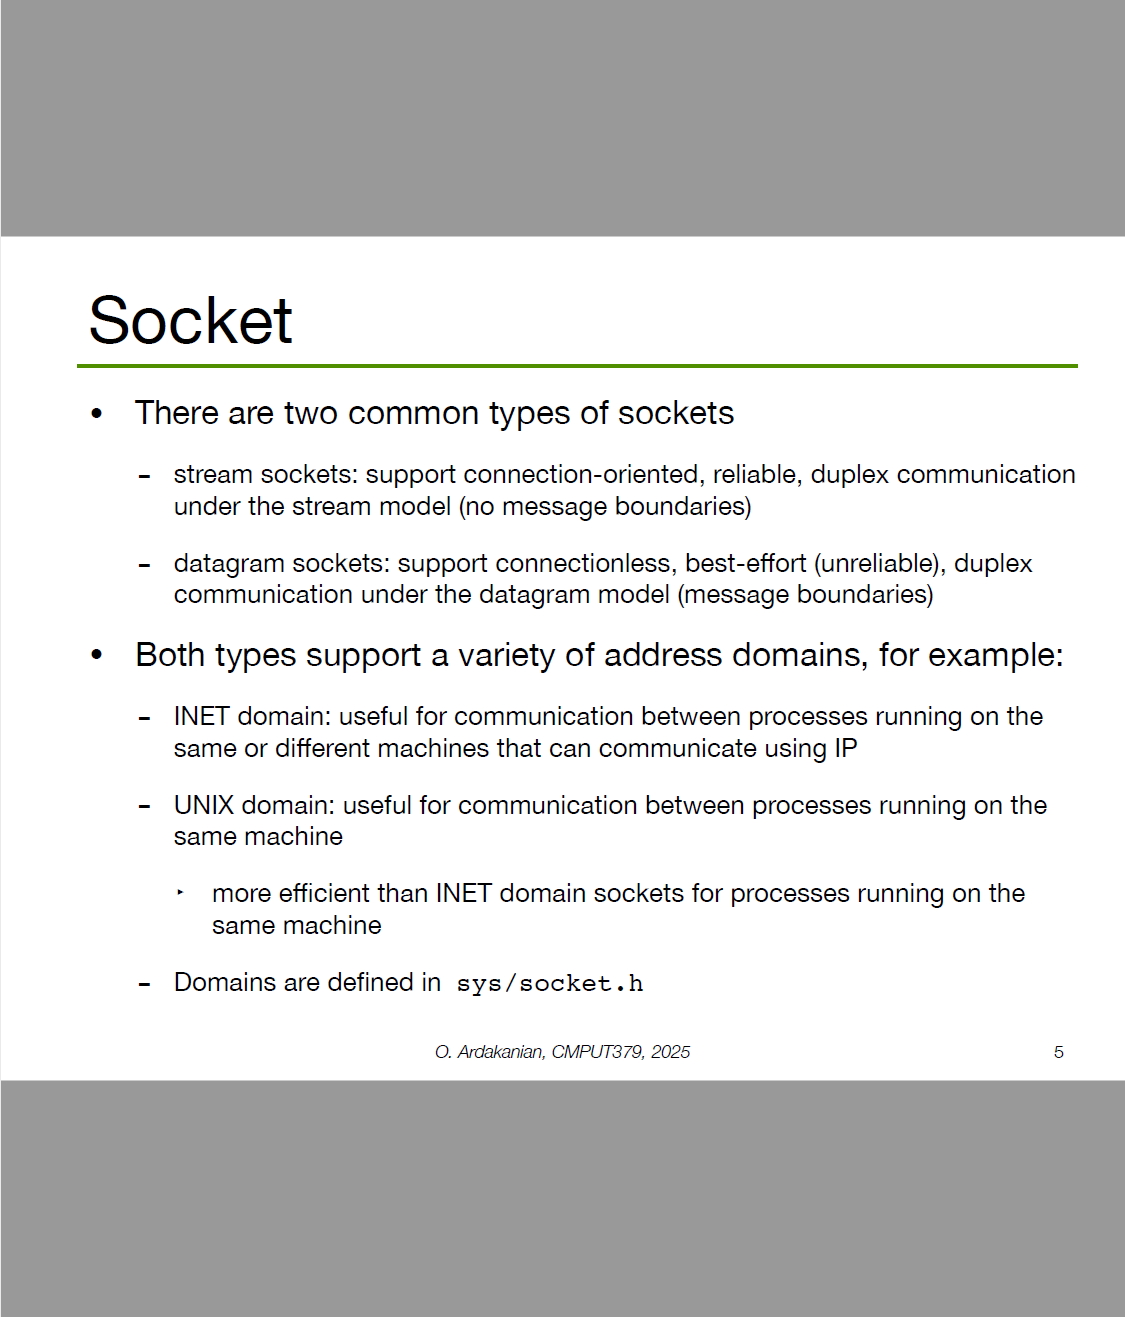 Socket
• There are two common types of sockets
– stream sockets: support connection-oriented, reliable, duplex communication
under the stream model (no message boundaries)
– datagram sockets: support connectionless, best-effort (unreliable), duplex
communication under the datagram model (message boundaries)
• Both types support a variety of address domains, for example:
– INET domain: useful for communication between processes running on the
same or different machines that can communicate using IP
– UNIX domain: useful for communication between processes running on the
same machine
‣ more efficient than INET domain sockets for processes running on the
same machine
– Domains are defined in sys/socket.h
O. Ardakanian, CMPUT379, 2025 5